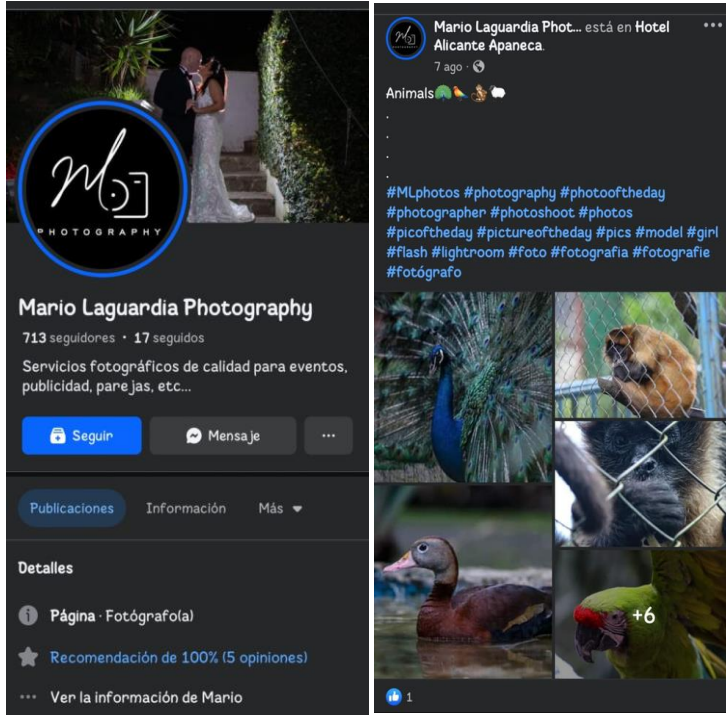 PHOTOGRAPHY
Mario Laguardia Photography
713 seguidores • 17 seguidos
Servicios fotográficos de calidad para eventos,
publicidad, parejas, etc...
Seguir
Mensaje
Publicaciones
Información
Más
Detalles
Página · Fotógrafo(a)
Recomendación de 100% (5 opiniones)
Ver la información de Mario
Mario Laguardia Phot... está en Hotel
Alicante Apaneca.
7 ago
Animals🦚🦜🐒🐑
.
.
.
.
#MLphotos #photography #photooftheday
#photographer #photoshoot #photos
#picoftheday #pictureoftheday #pics #model #girl
#flash #lightroom #foto #fotografia #fotografie
#fotógrafo
+6
1